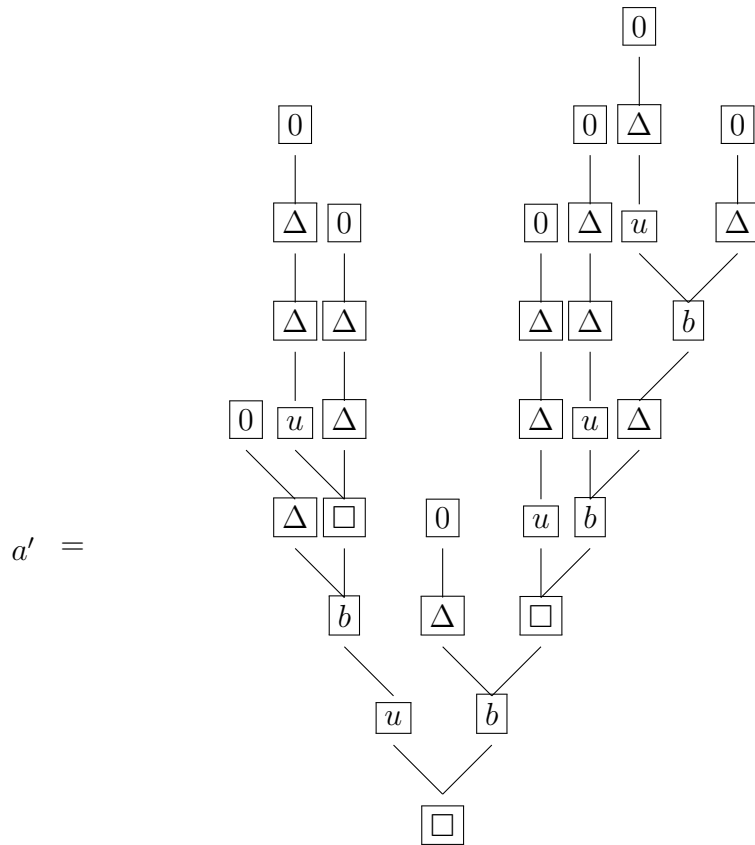 0
0 0 Δ 0
Δ 0 0 Δ u Δ
Δ Δ Δ Δ b
0 u Δ Δ u Δ
Δ □ 0 u b
a′ =
b Δ □
u b
□